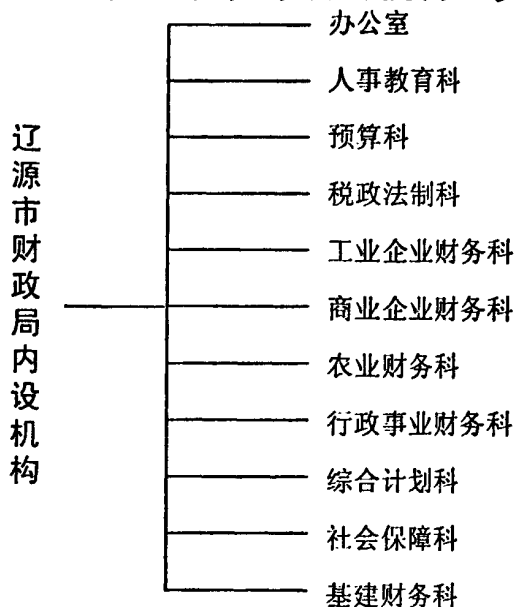 辽源市财政局内设机构
办公室
人事教育科
预算科
税政法制科
工业企业财务科
商业企业财务科
农业财务科
行政事业财务科
综合计划科
社会保障科
基建财务科